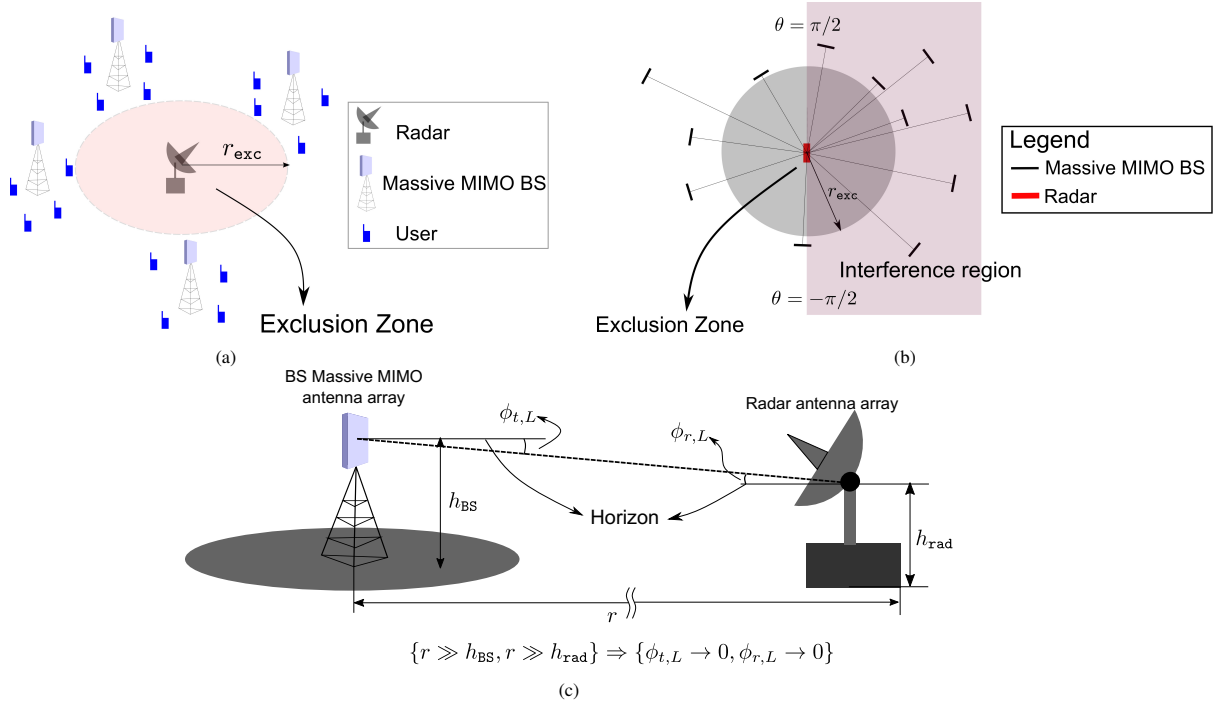 r_exc
Exclusion Zone
Radar
Massive MIMO BS
User
(a)
θ = π/2
r_exc
Interference region
θ = −π/2
Exclusion Zone
Legend
Massive MIMO BS
Radar
(b)
BS Massive MIMO
antenna array
ϕ_{t,L}
h_BS
Horizon
ϕ_{r,L}
Radar antenna array
h_rad
r
{r ≫ h_BS, r ≫ h_rad} ⇒ {ϕ_{t,L} → 0, ϕ_{r,L} → 0}
(c)